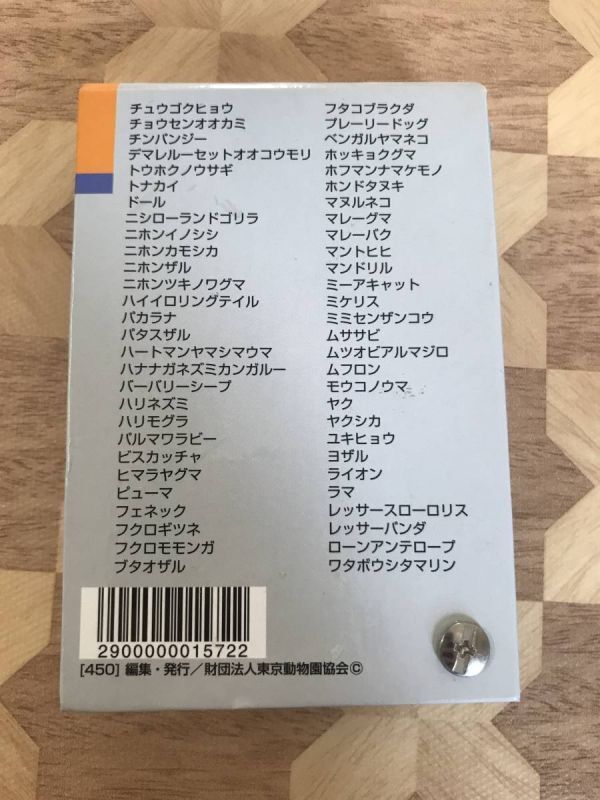 チュウゴクヒョウ
チョウセンオオカミ
チンパンジー
デマレルーセットオオコウモリ
トウホクノウサギ
トナカイ
ドール
ニシローランドゴリラ
ニホンイノシシ
ニホンカモシカ
ニホンザル
ニホンツキノワグマ
ハイイロリングテイル
パカラナ
パタスザル
ハートマンヤマシマウマ
ハナナガネズミカンガルー
バーバリーシープ
ハリネズミ
ハリモグラ
パルマワラビー
ビスカッチャ
ヒマラヤグマ
ピューマ
フェネック
フクロギツネ
フクロモモンガ
ブタオザル
フタコブラクダ
プレーリードッグ
ベンガルヤマネコ
ホッキョクグマ
ホフマンナマケモノ
ホンドタヌキ
マヌルネコ
マレーグマ
マレーバク
マントヒヒ
マンドリル
ミーアキャット
ミケリス
ミミセンザンコウ
ムササビ
ムツオビアルマジロ
ムフロン
モウコノウマ
ヤク
ヤクシカ
ユキヒョウ
ヨザル
ライオン
ラマ
レッサースローロリス
レッサーパンダ
ローンアンテロープ
ワタボウシタマリン
2900000015722
[450] 編集・発行／財団法人東京動物園協会©